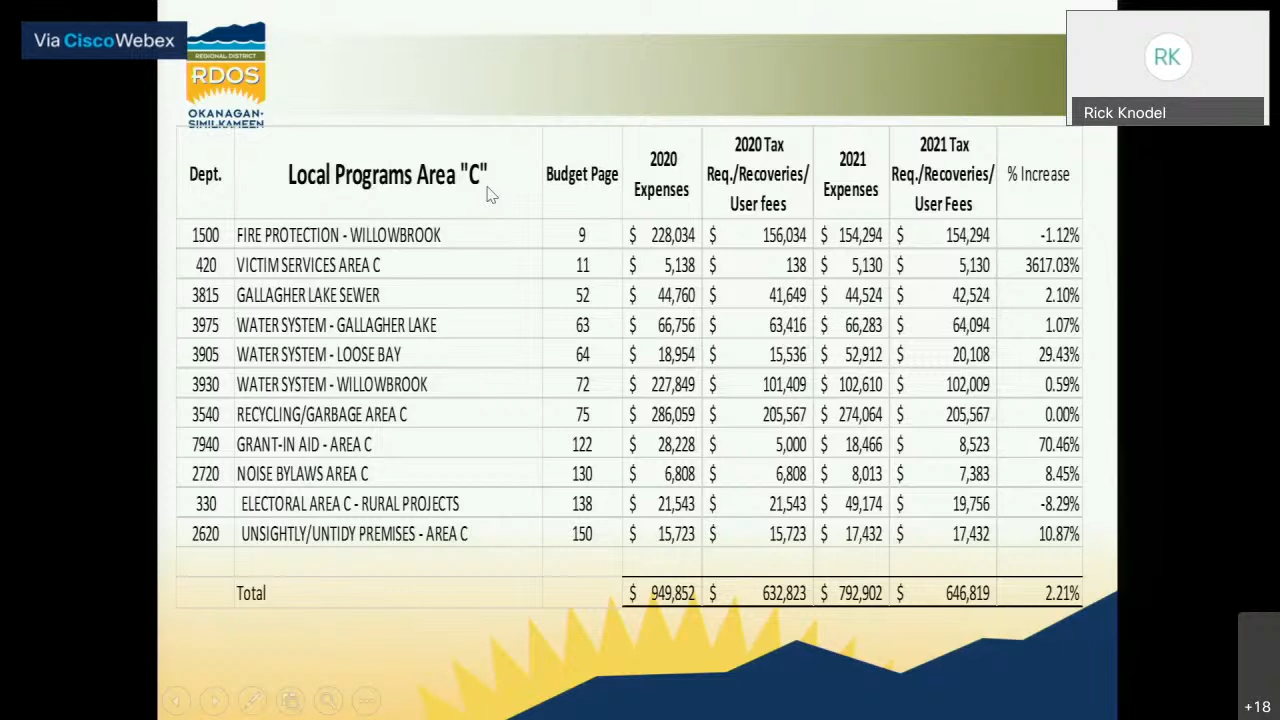 Via CiscoWebex
REGIONAL DISTRICT
RDOS
OKANAGAN-
SIMILKAMEEN
RK
Rick Knodel
Dept. Local Programs Area "C" Budget Page 2020 Expenses 2020 Tax Req./Recoveries/ User fees 2021 Expenses 2021 Tax Req./Recoveries/ User Fees % Increase
1500 FIRE PROTECTION - WILLOWBROOK 9 $ 228,034 $ 156,034 $ 154,294 $ 154,294 -1.12%
420 VICTIM SERVICES AREA C 11 $ 5,138 $ 138 $ 5,130 $ 5,130 3617.03%
3815 GALLAGHER LAKE SEWER 52 $ 44,760 $ 41,649 $ 44,524 $ 42,524 2.10%
3975 WATER SYSTEM - GALLAGHER LAKE 63 $ 66,756 $ 63,416 $ 66,283 $ 64,094 1.07%
3905 WATER SYSTEM - LOOSE BAY 64 $ 18,954 $ 15,536 $ 52,912 $ 20,108 29.43%
3930 WATER SYSTEM - WILLOWBROOK 72 $ 227,849 $ 101,409 $ 102,610 $ 102,009 0.59%
3540 RECYCLING/GARBAGE AREA C 75 $ 286,059 $ 205,567 $ 274,064 $ 205,567 0.00%
7940 GRANT-IN AID - AREA C 122 $ 28,228 $ 5,000 $ 18,466 $ 8,523 70.46%
2720 NOISE BYLAWS AREA C 130 $ 6,808 $ 6,808 $ 8,013 $ 7,383 8.45%
330 ELECTORAL AREA C - RURAL PROJECTS 138 $ 21,543 $ 21,543 $ 49,174 $ 19,756 -8.29%
2620 UNSIGHTLY/UNTIDY PREMISES - AREA C 150 $ 15,723 $ 15,723 $ 17,432 $ 17,432 10.87%
Total $ 949,852 $ 632,823 $ 792,902 $ 646,819 2.21%
+18